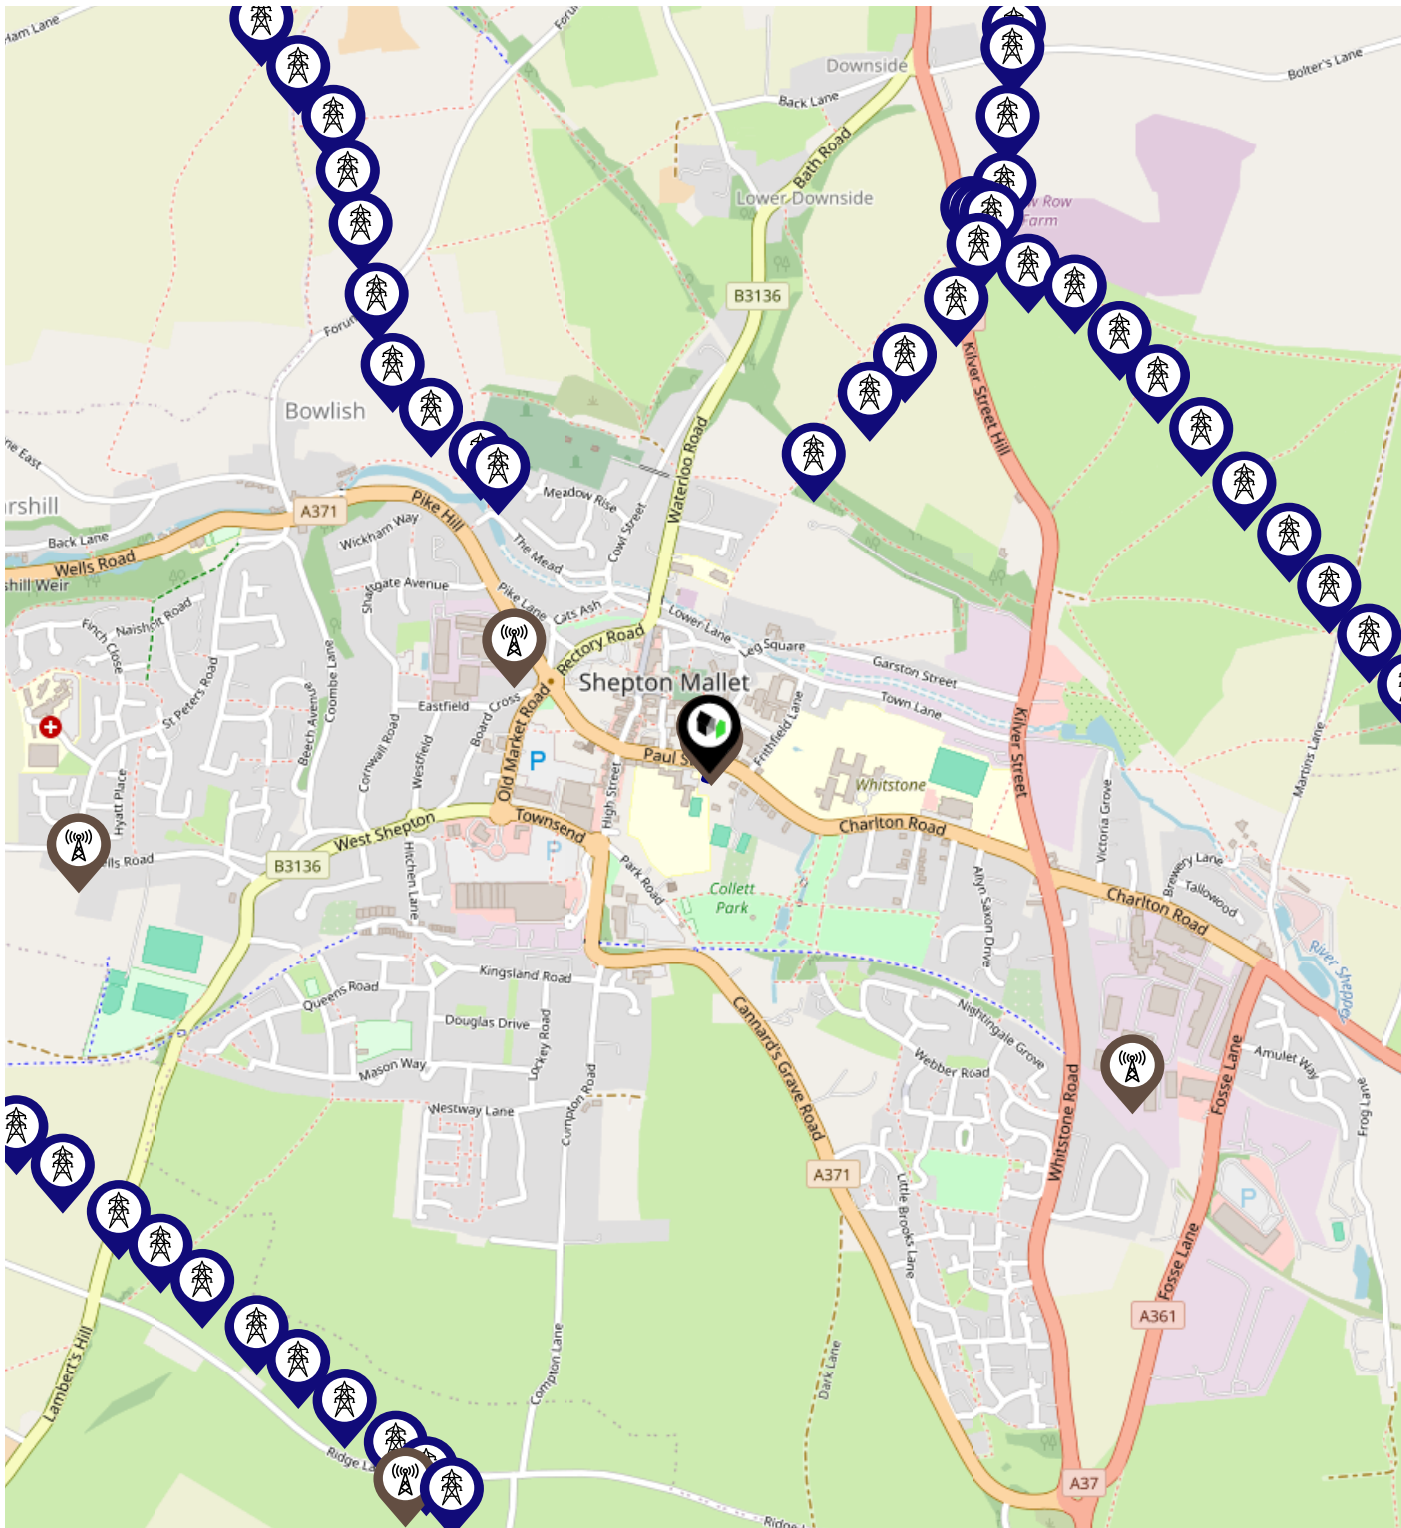 Ham Lane
Downside
Bolter's Lane
Back Lane
Bath Road
Lower Downside
Farm
B3136
Kilver Street Hill
Bowlish
Waterloo Road
Meadow Rise
Cowl Street
A371
Pike Hill
Wickham Way
Back Lane
Wells Road
The Mead
Pike Lane
Cats Ash
Lower Lane
Leg Square
Naishcit Road
Finch Close
Rectory Road
Garston Street
Shepton Mallet
Town Lane
St Peters Road
Coombe Lane
Beech Avenue
Eastfield
Board Cross
Old Market Road
Frithfield Lane
Kilver Street
Cornwall Road
Westfield
P
Paul
High Street
Whitstone
Martins Lane
Hyatt Place
Townsend
West Shepton
Charlton Road
Victoria Grove
P
B3136
Hitchen Lane
Park Road
Collett
Park
Allyn Saxon Drive
Brewery Lane
Tallowood
Charlton Road
River Sheppey
Kingsland Road
Queens Road
Douglas Drive
Lockey Road
Cannard's Grave Road
Nightingale Grove
Webber Road
Mason Way
Westway Lane
Compton Road
Amulet Way
Fosse Lane
Frog Lane
Whitstone Road
A371
Little Brooks Lane
P
Fosse Lane
A361
Lambert's Hill
Compton Lane
Dark Lane
Ridge
A37
Ridge